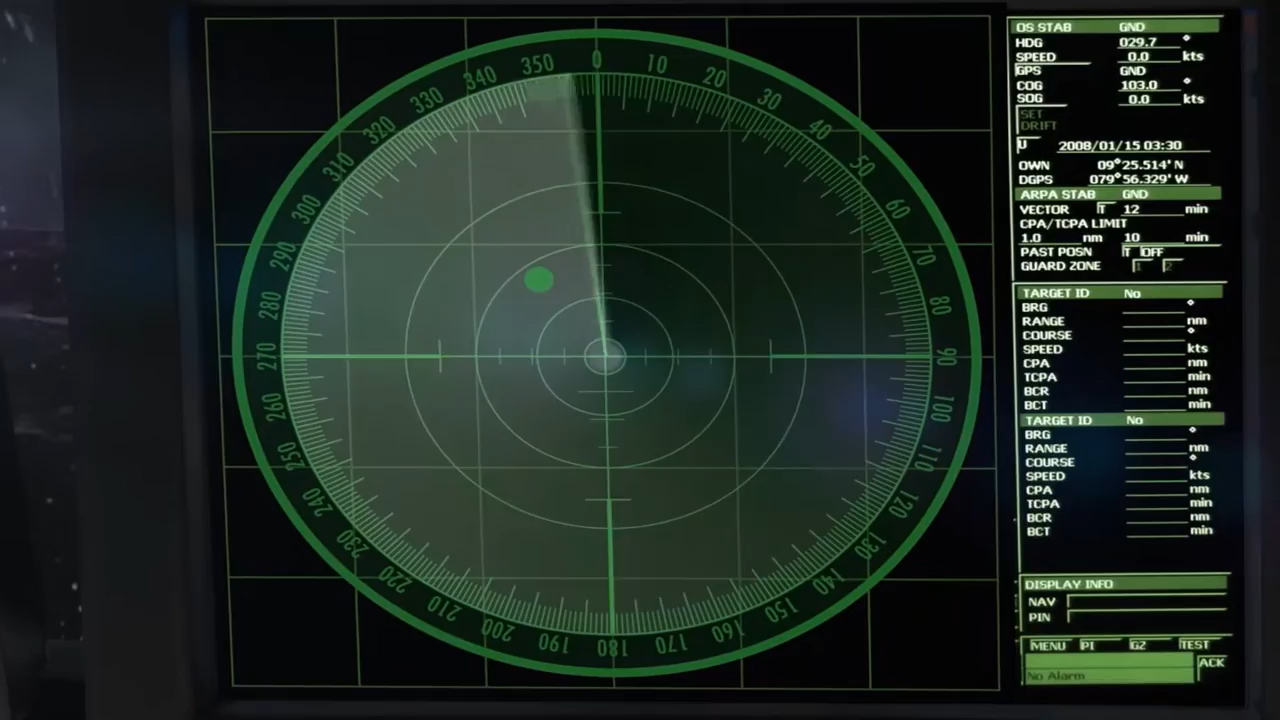 0
10
20
30
40
50
60
70
80
90
100
110
120
130
140
150
160
170
180
190
200
210
220
230
240
250
260
270
280
290
300
310
320
330
340
350
OS STAB GND
HDG 029.7 °
SPEED 0.0 kts
GPS GND
COG 103.0 °
SOG 0.0 kts
SET
DRIFT
U 2008/01/15 03:30
OWN 09°25.514' N
DGPS 079°56.329' W
ARPA STAB GND
VECTOR T 12 min
CPA/TCPA LIMIT
1.0 nm 10 min
PAST POSN T OFF
GUARD ZONE 1 2
TARGET ID No
BRG °
RANGE nm
COURSE °
SPEED kts
CPA nm
TCPA min
BCR nm
BCT min
TARGET ID No
BRG °
RANGE nm
COURSE °
SPEED kts
CPA nm
TCPA min
BCR nm
BCT min
DISPLAY INFO
NAV
PIN
MENU PI G2 TEST
ACK
No Alarm